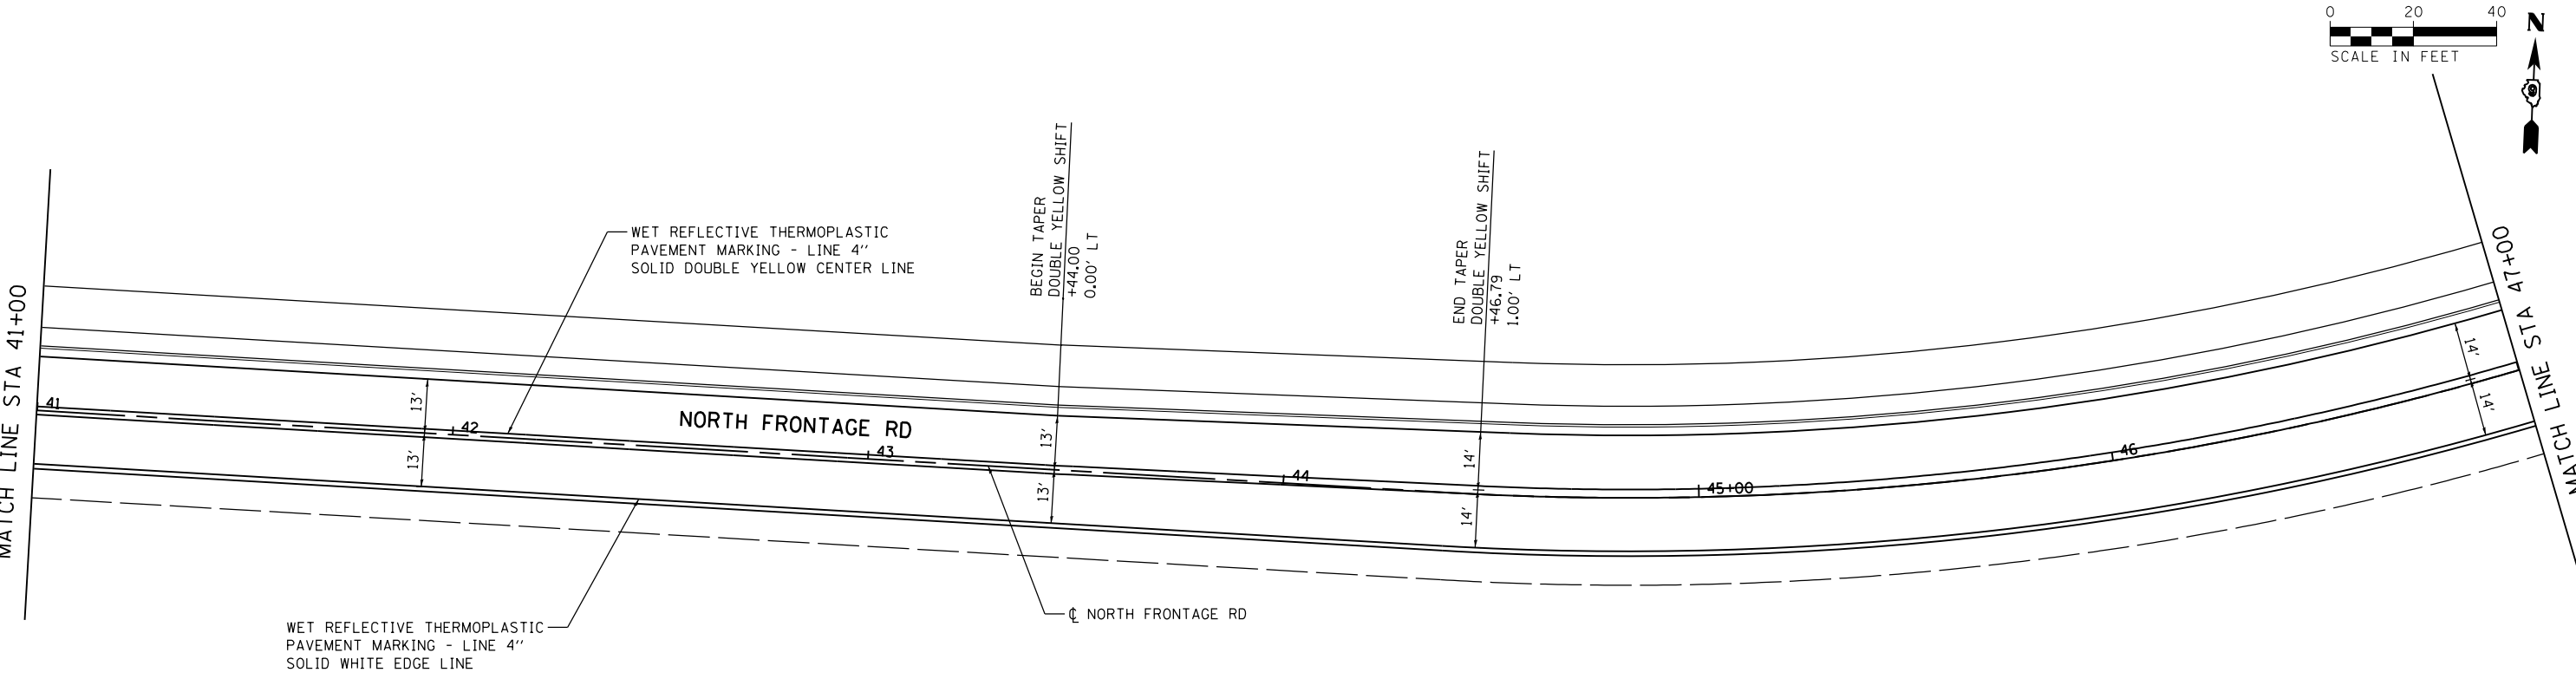 0 20 40
SCALE IN FEET
N
MATCH LINE STA 41+00
MATCH LINE STA 47+00
WET REFLECTIVE THERMOPLASTIC
PAVEMENT MARKING - LINE 4"
SOLID DOUBLE YELLOW CENTER LINE
BEGIN TAPER
DOUBLE YELLOW SHIFT
+44.00
0.00' LT
END TAPER
DOUBLE YELLOW SHIFT
+46.79
1.00' LT
41
42
43
44
45+00
46
NORTH FRONTAGE RD
13'
13'
13'
13'
14'
14'
14'
14'
℄ NORTH FRONTAGE RD
WET REFLECTIVE THERMOPLASTIC
PAVEMENT MARKING - LINE 4"
SOLID WHITE EDGE LINE